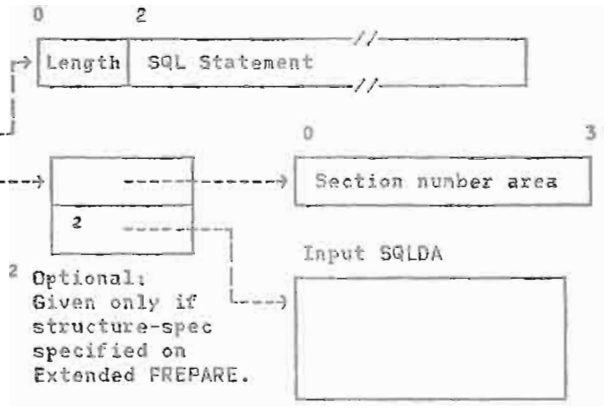 0 2
Length SQL Statement
0 3
Section number area
2
Input SQLDA
2 Optional:
Given only if
structure-spec
specified on
Extended PREPARE.